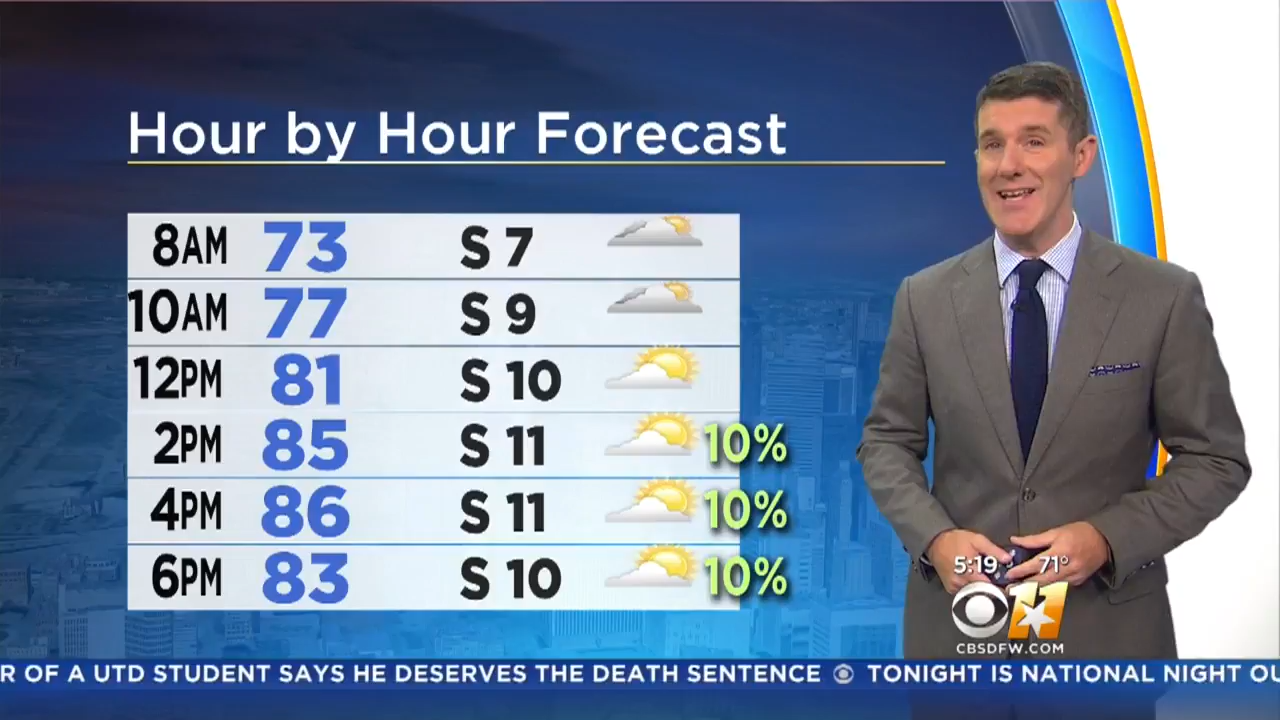 Hour by Hour Forecast
8AM 73 S 7
10AM 77 S 9
12PM 81 S 10
2PM 85 S 11 10%
4PM 86 S 11 10%
6PM 83 S 10 10%
5:19 71°
11
CBSDFW.COM
R OF A UTD STUDENT SAYS HE DESERVES THE DEATH SENTENCE TONIGHT IS NATIONAL NIGHT OU